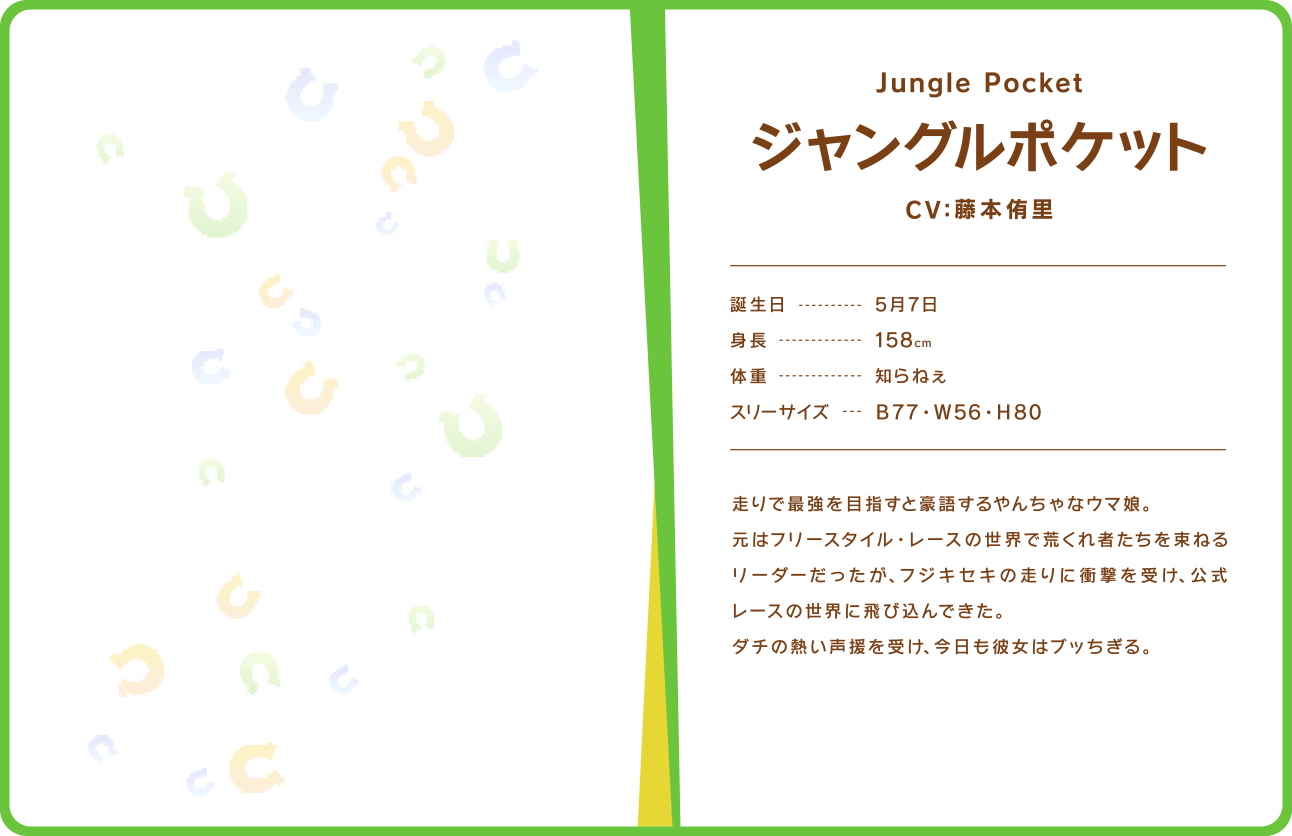 Jungle Pocket
ジャングルポケット
CV:藤本侑里
誕生日 ---------- 5月7日
身長 ------------- 158cm
体重 ------------- 知らねぇ
スリーサイズ --- B77・W56・H80
走りで最強を目指すと豪語するやんちゃなウマ娘。
元はフリースタイル・レースの世界で荒くれ者たちを束ねる
リーダーだったが、フジキセキの走りに衝撃を受け、公式
レースの世界に飛び込んできた。
ダチの熱い声援を受け、今日も彼女はブッちぎる。